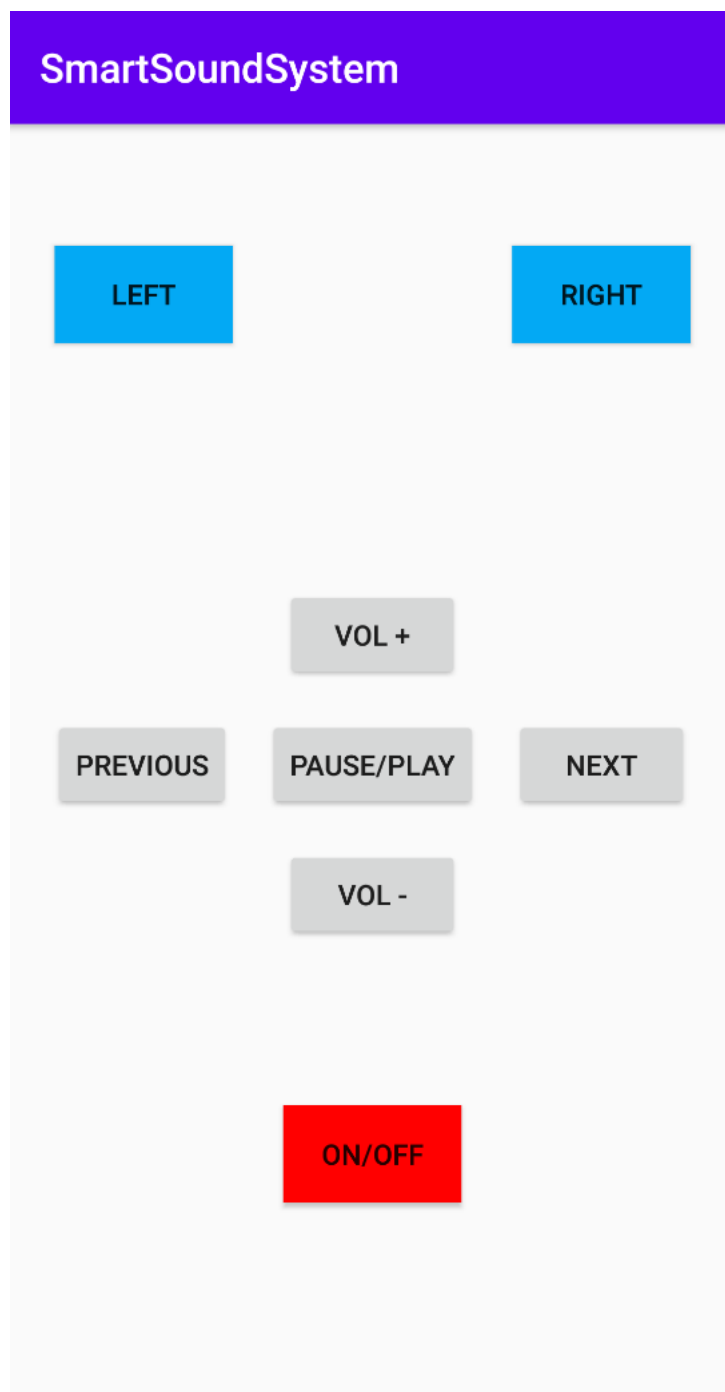 SmartSoundSystem
LEFT
RIGHT
VOL +
PREVIOUS
PAUSE/PLAY
NEXT
VOL -
ON/OFF